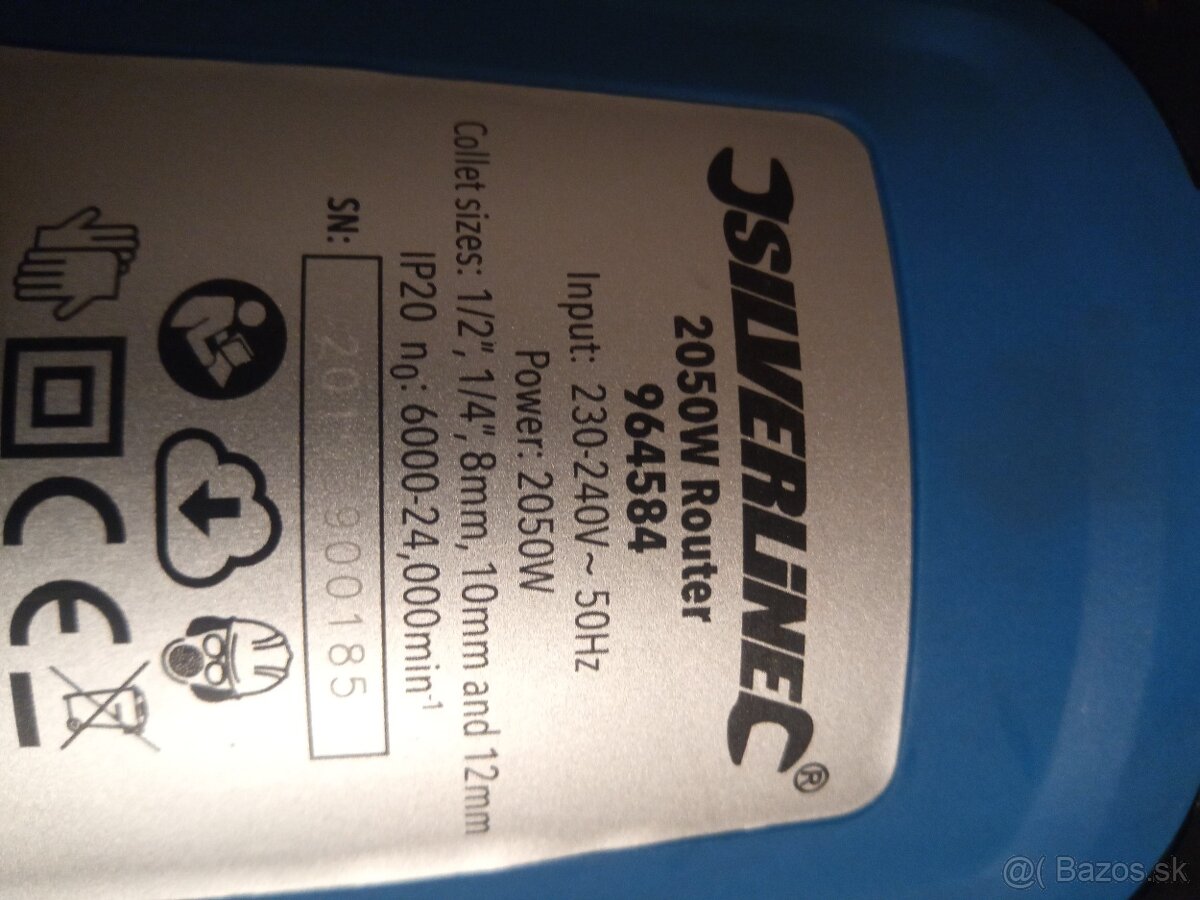 SILVERLINE®
2050W Router
964584
Input: 230-240V~ 50Hz
Power: 2050W
Collet sizes: 1/2", 1/4", 8mm, 10mm and 12mm
IP20 n0: 6000-24,000min-1
SN:
CE
@( Bazos.sk